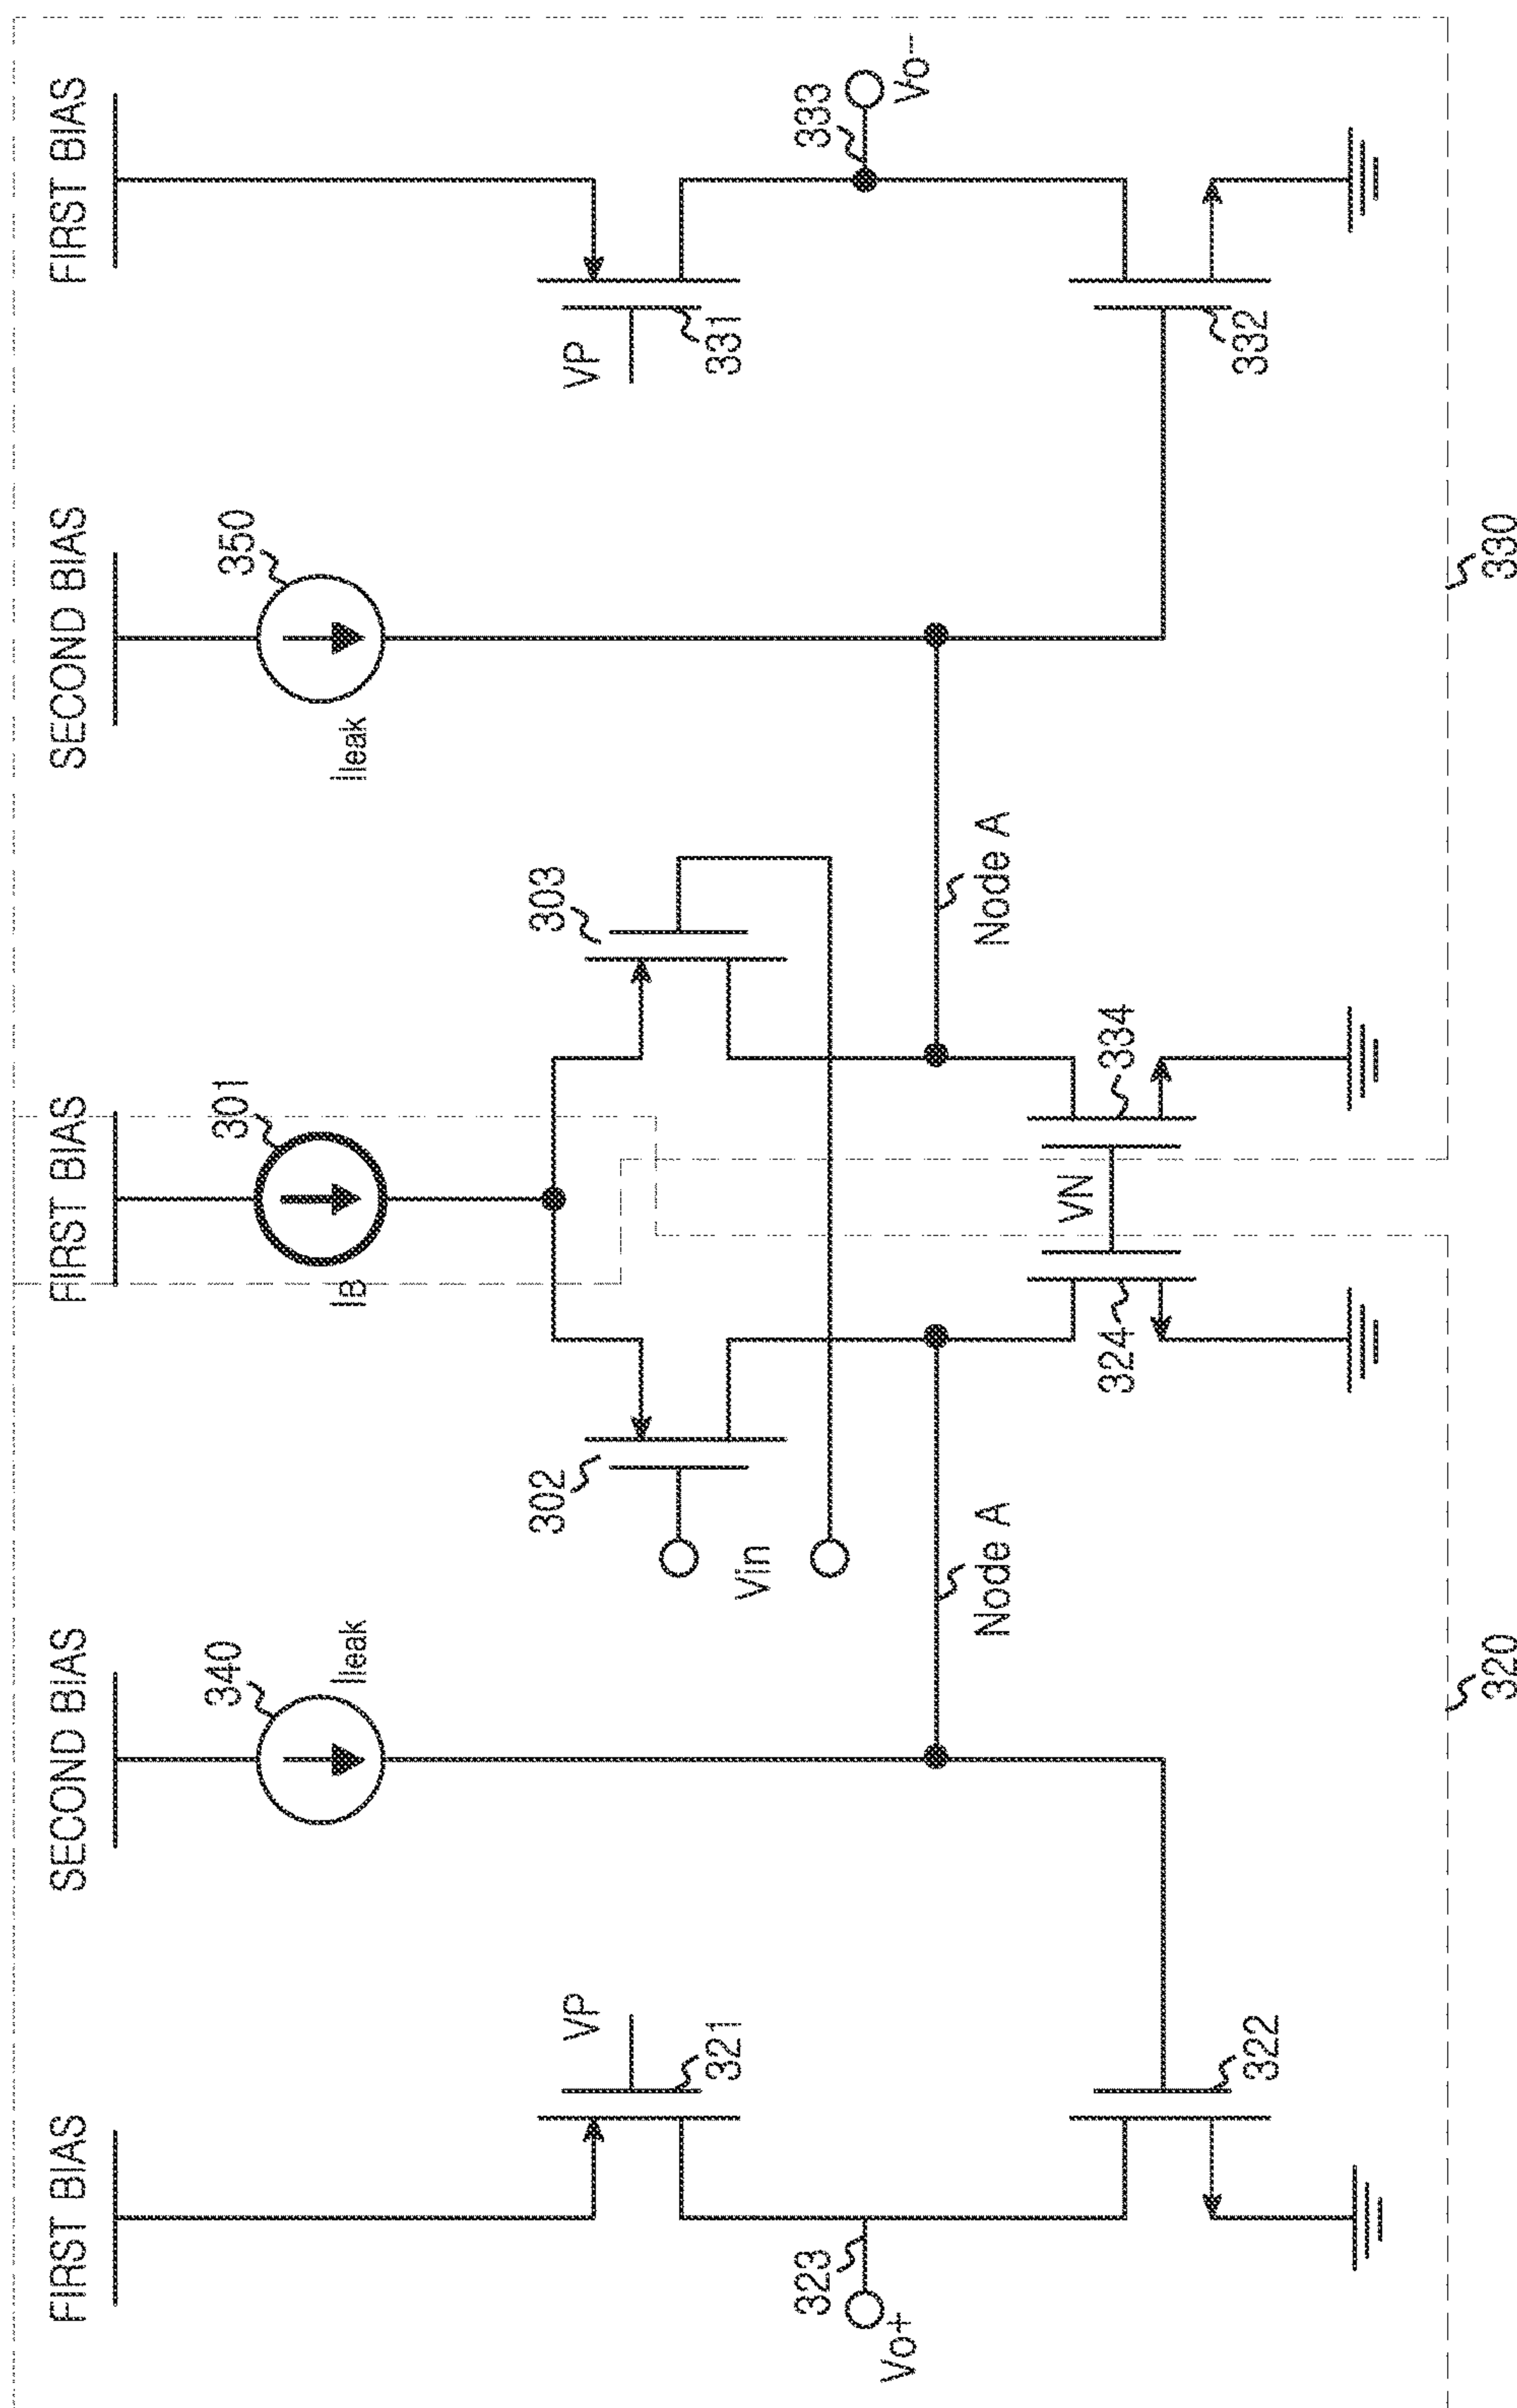 FIRST BIAS
SECOND BIAS
FIRST BIAS
SECOND BIAS
FIRST BIAS
340
Ileak
IB
301
Ileak
350
VP
321
302
303
VP
331
Vin
Vo+
323
333
Vo–
Node A
Node A
324
VN
334
322
332
320
330